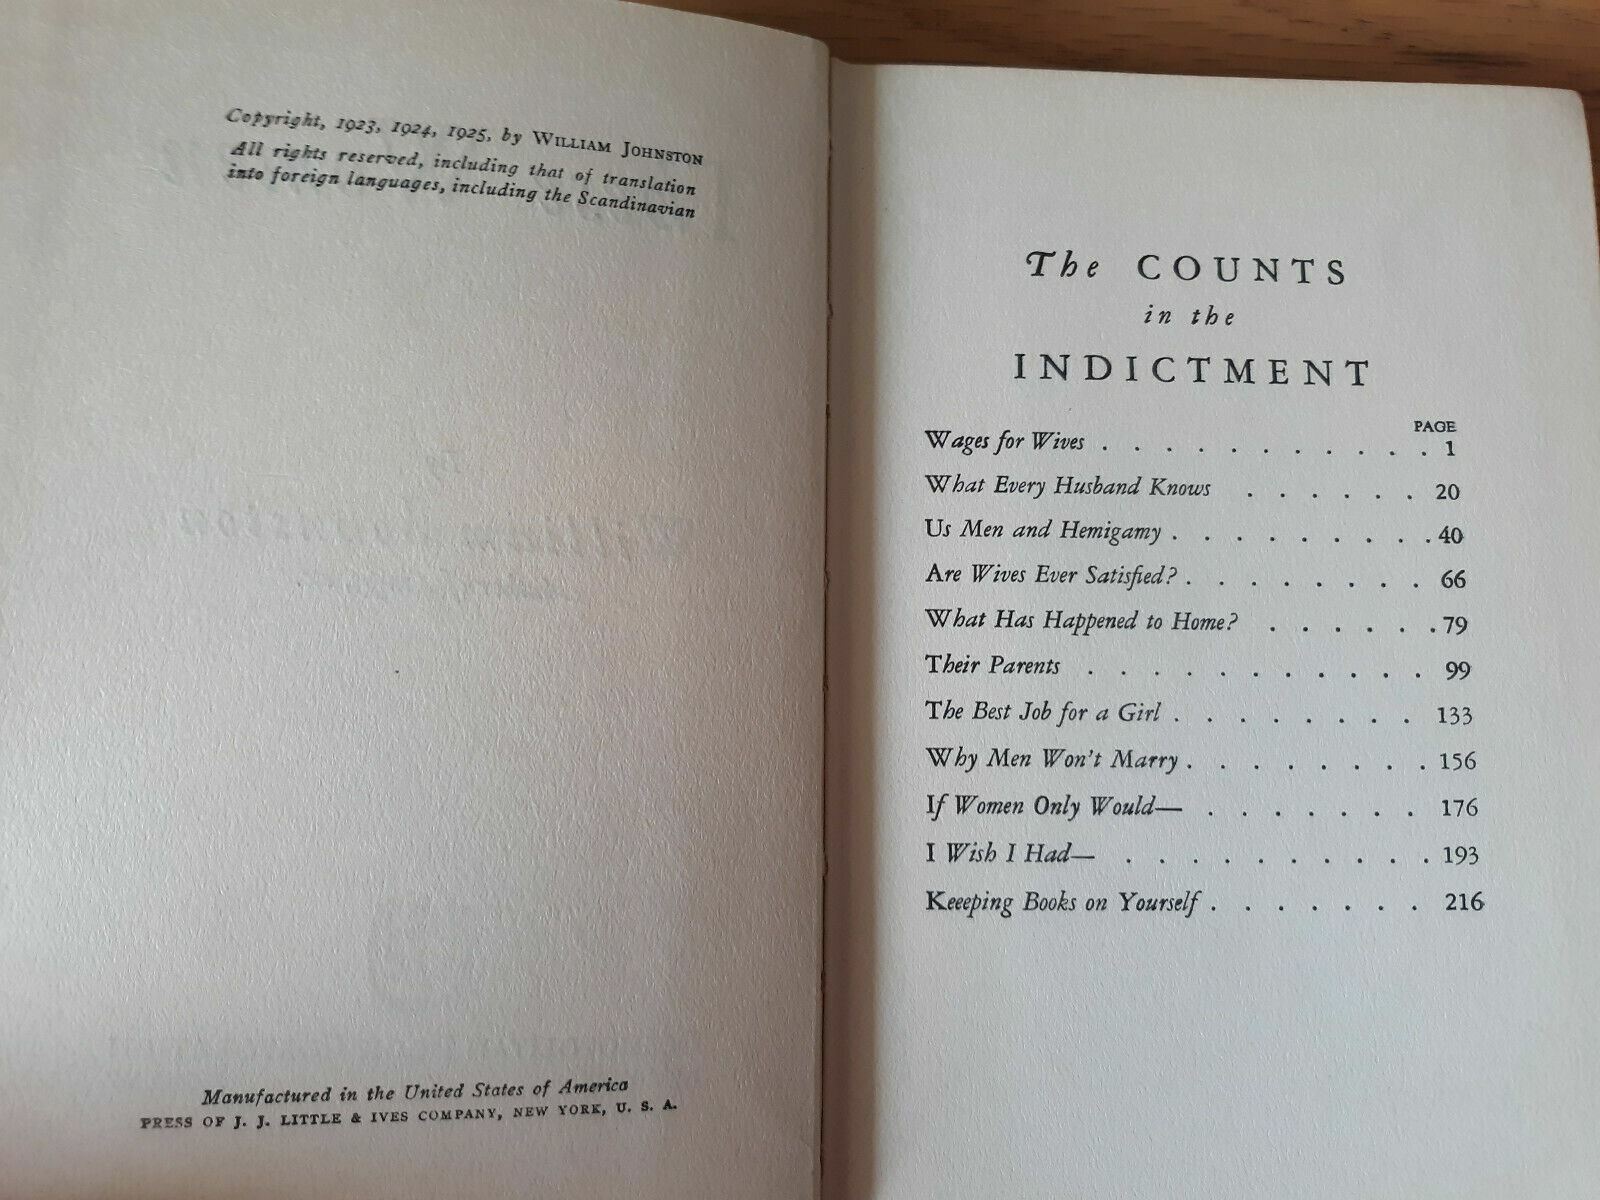 Copyright, 1923, 1924, 1925, by WILLIAM JOHNSTON
All rights reserved, including that of translation
into foreign languages, including the Scandinavian
Manufactured in the United States of America
PRESS OF J. J. LITTLE & IVES COMPANY, NEW YORK, U. S. A.
The COUNTS
in the
INDICTMENT
PAGE
Wages for Wives . . . . . . . . . . . 1
What Every Husband Knows . . . . . . 20
Us Men and Hemigamy . . . . . . . . . 40
Are Wives Ever Satisfied? . . . . . . . . 66
What Has Happened to Home? . . . . . . 79
Their Parents . . . . . . . . . . . 99
The Best Job for a Girl . . . . . . . . 133
Why Men Won't Marry . . . . . . . . 156
If Women Only Would— . . . . . . . 176
I Wish I Had— . . . . . . . . . . 193
Keeeping Books on Yourself . . . . . . . 216